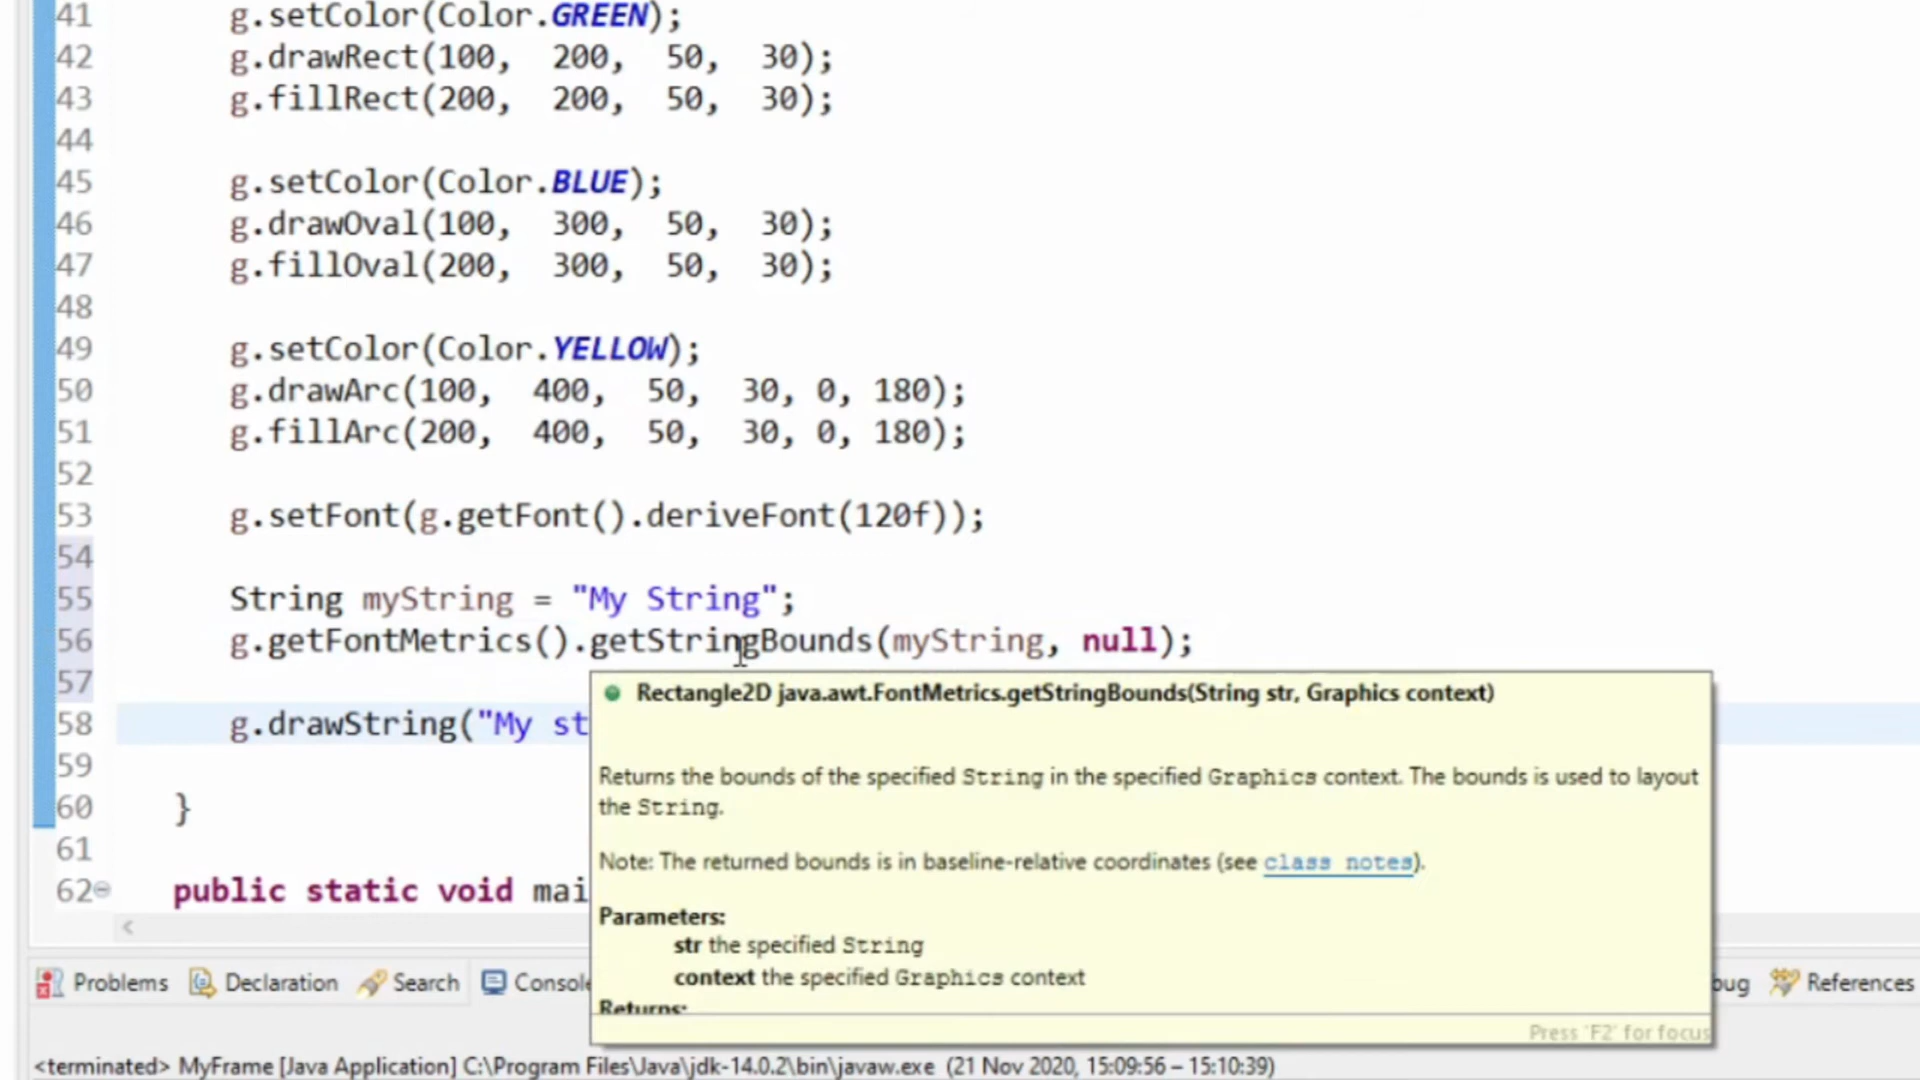 41 g.setColor(Color.GREEN);
42 g.drawRect(100, 200, 50, 30);
43 g.fillRect(200, 200, 50, 30);
44
45 g.setColor(Color.BLUE);
46 g.drawOval(100, 300, 50, 30);
47 g.fillOval(200, 300, 50, 30);
48
49 g.setColor(Color.YELLOW);
50 g.drawArc(100, 400, 50, 30, 0, 180);
51 g.fillArc(200, 400, 50, 30, 0, 180);
52
53 g.setFont(g.getFont().deriveFont(120f));
54
55 String myString = "My String";
56 g.getFontMetrics().getStringBounds(myString, null);
57
58 g.drawString("My st
59
60 }
61
62 public static void mai
Rectangle2D java.awt.FontMetrics.getStringBounds(String str, Graphics context)
Returns the bounds of the specified String in the specified Graphics context. The bounds is used to layout
the String.
Note: The returned bounds is in baseline-relative coordinates (see class notes).
Parameters:
str the specified String
context the specified Graphics context
Returns:
Press 'F2' for focus
Problems Declaration Search Console bug References
<terminated> MyFrame [Java Application] C:\Program Files\Java\jdk-14.0.2\bin\javaw.exe (21 Nov 2020, 15:09:56 – 15:10:39)